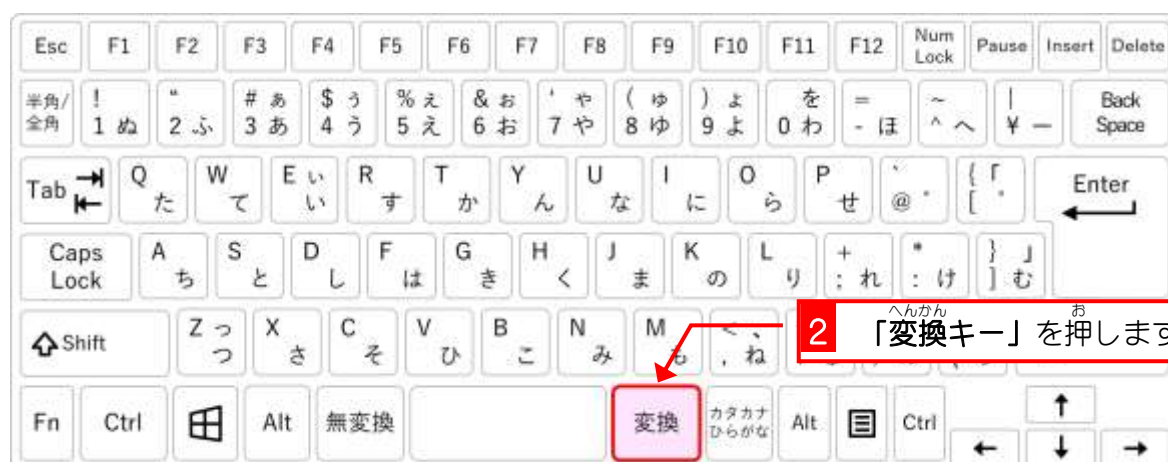 Esc F1 F2 F3 F4 F5 F6 F7 F8 F9 F10 F11 F12 Num Lock Pause Insert Delete
半角/全角 ! 1 ぬ " 2 ふ # ぁ 3 あ $ ぅ 4 う % ぇ 5 え & ぉ 6 お ' ゃ 7 や ( ゅ 8 ゆ ) ょ 9 よ を 0 わ = - ほ ~ ^ へ | ¥ ー Back Space
Tab Q た W て E ぃ い R す T か Y ん U な I に O ら P せ ` @ ゛ { 「 [ ゜ Enter
Caps Lock A ち S と D し F は G き H く J ま K の L り + ; れ * : け } 」 ] む
Shift Z っ つ X さ C そ V ひ B こ N み M も < 、 , ね
へんかん お
2 「変換キー」を押します
Fn Ctrl Alt 無変換 変換 カタカナ ひらがな Alt Ctrl ↑
← ↓ →